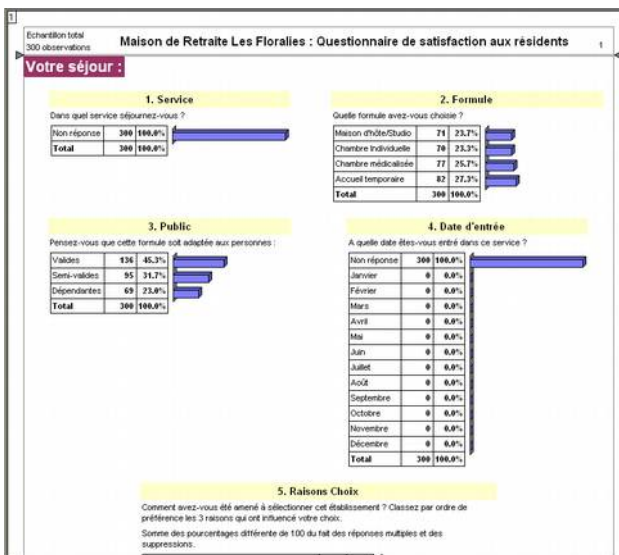 1
Echantillon total
300 observations
Maison de Retraite Les Floralies : Questionnaire de satisfaction aux résidents
1
Votre séjour :
1. Service
Dans quel service séjournez-vous ?
Non réponse 300 100.0%
Total 300 100.0%
2. Formule
Quelle formule avez-vous choisie ?
Maison d'hôte/Studio 71 23.7%
Chambre Individuelle 70 23.3%
Chambre médicalisée 77 25.7%
Accueil temporaire 82 27.3%
Total 300 100.0%
3. Public
Pensez-vous que cette formule soit adaptée aux personnes :
Valides 136 45.3%
Semi-valides 95 31.7%
Dépendantes 69 23.0%
Total 300 100.0%
4. Date d'entrée
A quelle date êtes-vous entré dans ce service ?
Non réponse 300 100.0%
Janvier 0 0.0%
Février 0 0.0%
Mars 0 0.0%
Avril 0 0.0%
Mai 0 0.0%
Juin 0 0.0%
Juillet 0 0.0%
Août 0 0.0%
Septembre 0 0.0%
Octobre 0 0.0%
Novembre 0 0.0%
Décembre 0 0.0%
Total 300 100.0%
5. Raisons Choix
Comment avez-vous été amené à sélectionner cet établissement ? Classez par ordre de
préférence les 3 raisons qui ont influencé votre choix.
Somme des pourcentages différente de 100 du fait des réponses multiples et des
suppressions.